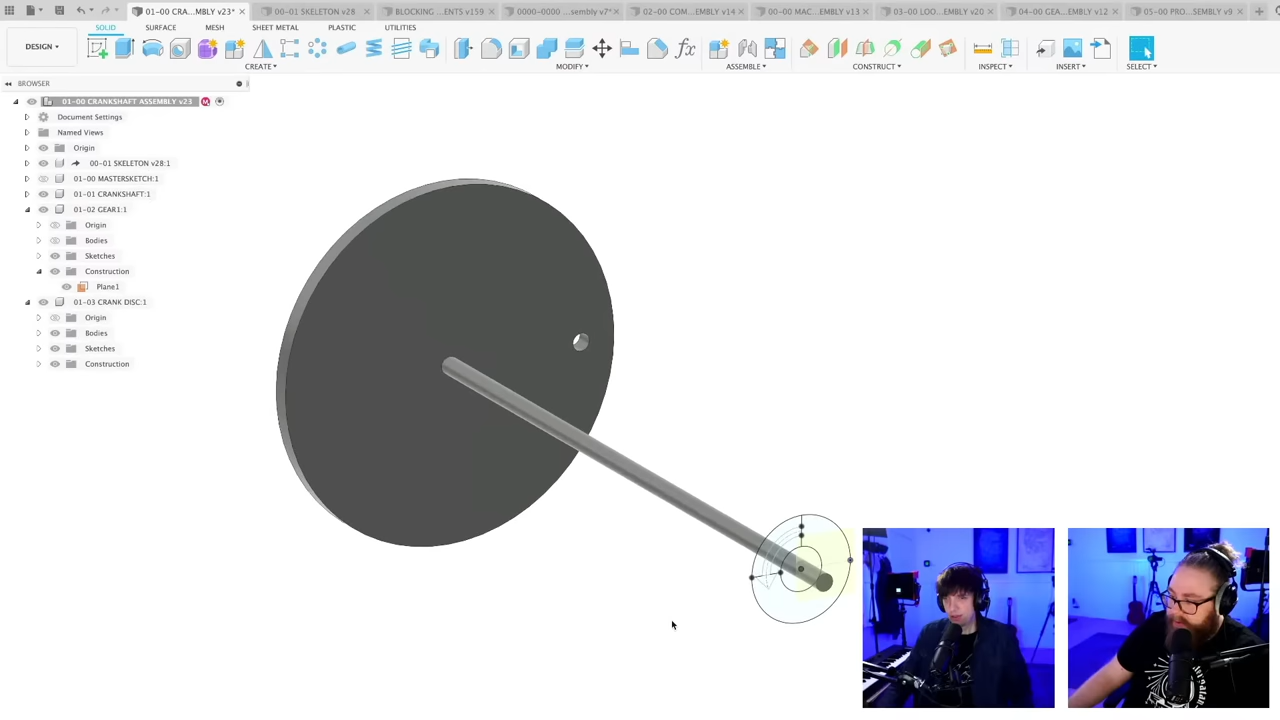 01-00 CRA...MBLY v23*
00-01 SKELETON v28
BLOCKING ...ENTS v159
0000-0000 ...sembly v7*
02-00 COM...EMBLY v14
00-00 MAC...EMBLY v13
03-00 LOO...EMBLY v20
04-00 GEA...EMBLY v12
05-00 PRO...SEMBLY v9
SOLID SURFACE MESH SHEET METAL PLASTIC UTILITIES
DESIGN
CREATE MODIFY ASSEMBLE CONSTRUCT INSPECT INSERT SELECT
BROWSER
01-00 CRANKSHAFT ASSEMBLY v23
Document Settings
Named Views
Origin
00-01 SKELETON v28:1
01-00 MASTERSKETCH:1
01-01 CRANKSHAFT:1
01-02 GEAR1:1
Origin
Bodies
Sketches
Construction
Plane1
01-03 CRANK DISC:1
Origin
Bodies
Sketches
Construction